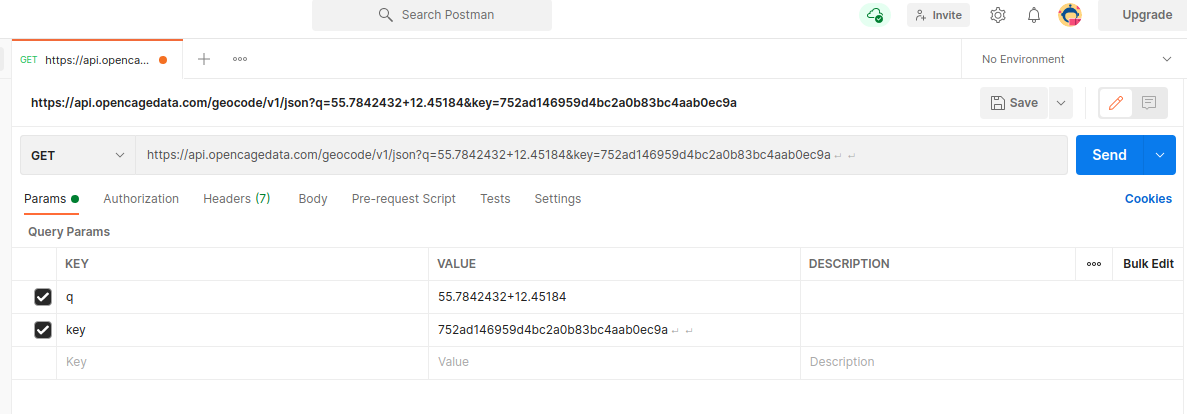 Search Postman
Invite
Upgrade
GET https://api.openca...
No Environment
https://api.opencagedata.com/geocode/v1/json?q=55.7842432+12.45184&key=752ad146959d4bc2a0b83bc4aab0ec9a
Save
GET
https://api.opencagedata.com/geocode/v1/json?q=55.7842432+12.45184&key=752ad146959d4bc2a0b83bc4aab0ec9a ↵ ↵
Send
Params Authorization Headers (7) Body Pre-request Script Tests Settings Cookies
Query Params
KEY VALUE DESCRIPTION Bulk Edit
q 55.7842432+12.45184
key 752ad146959d4bc2a0b83bc4aab0ec9a ↵ ↵
Key Value Description